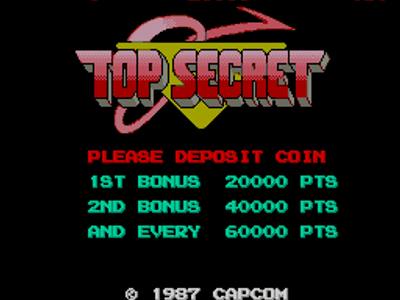 TOP SECRET
PLEASE DEPOSIT COIN
1ST BONUS 20000 PTS
2ND BONUS 40000 PTS
AND EVERY 60000 PTS
© 1987 CAPCOM